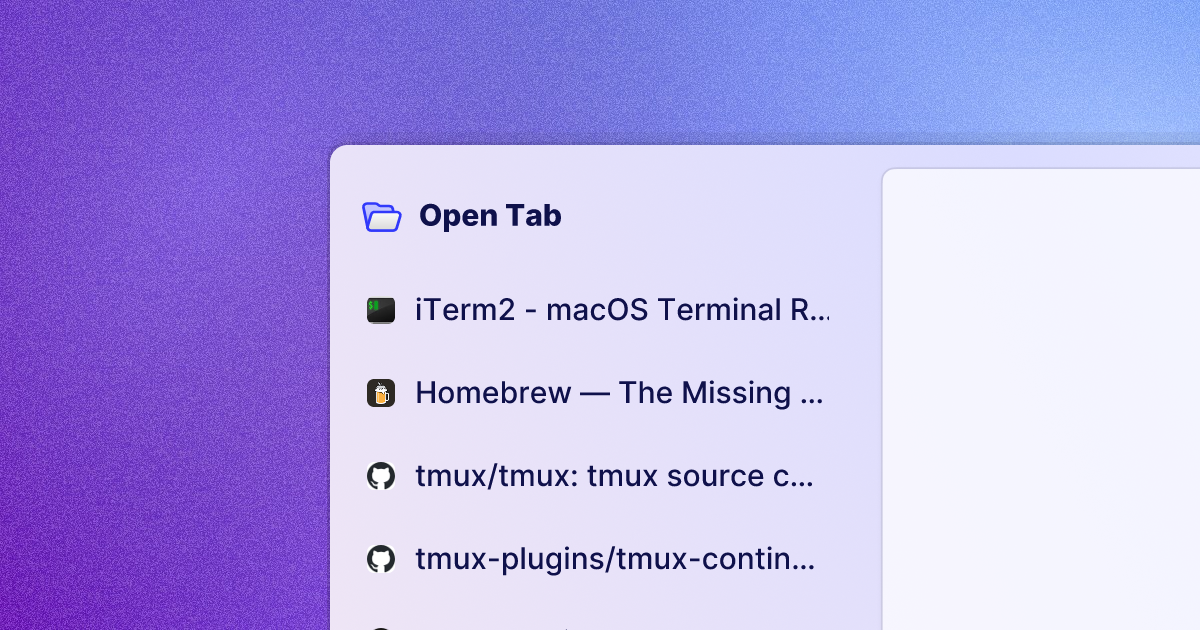 Open Tab
iTerm2 - macOS Terminal R...
Homebrew — The Missing ...
tmux/tmux: tmux source c...
tmux-plugins/tmux-contin...